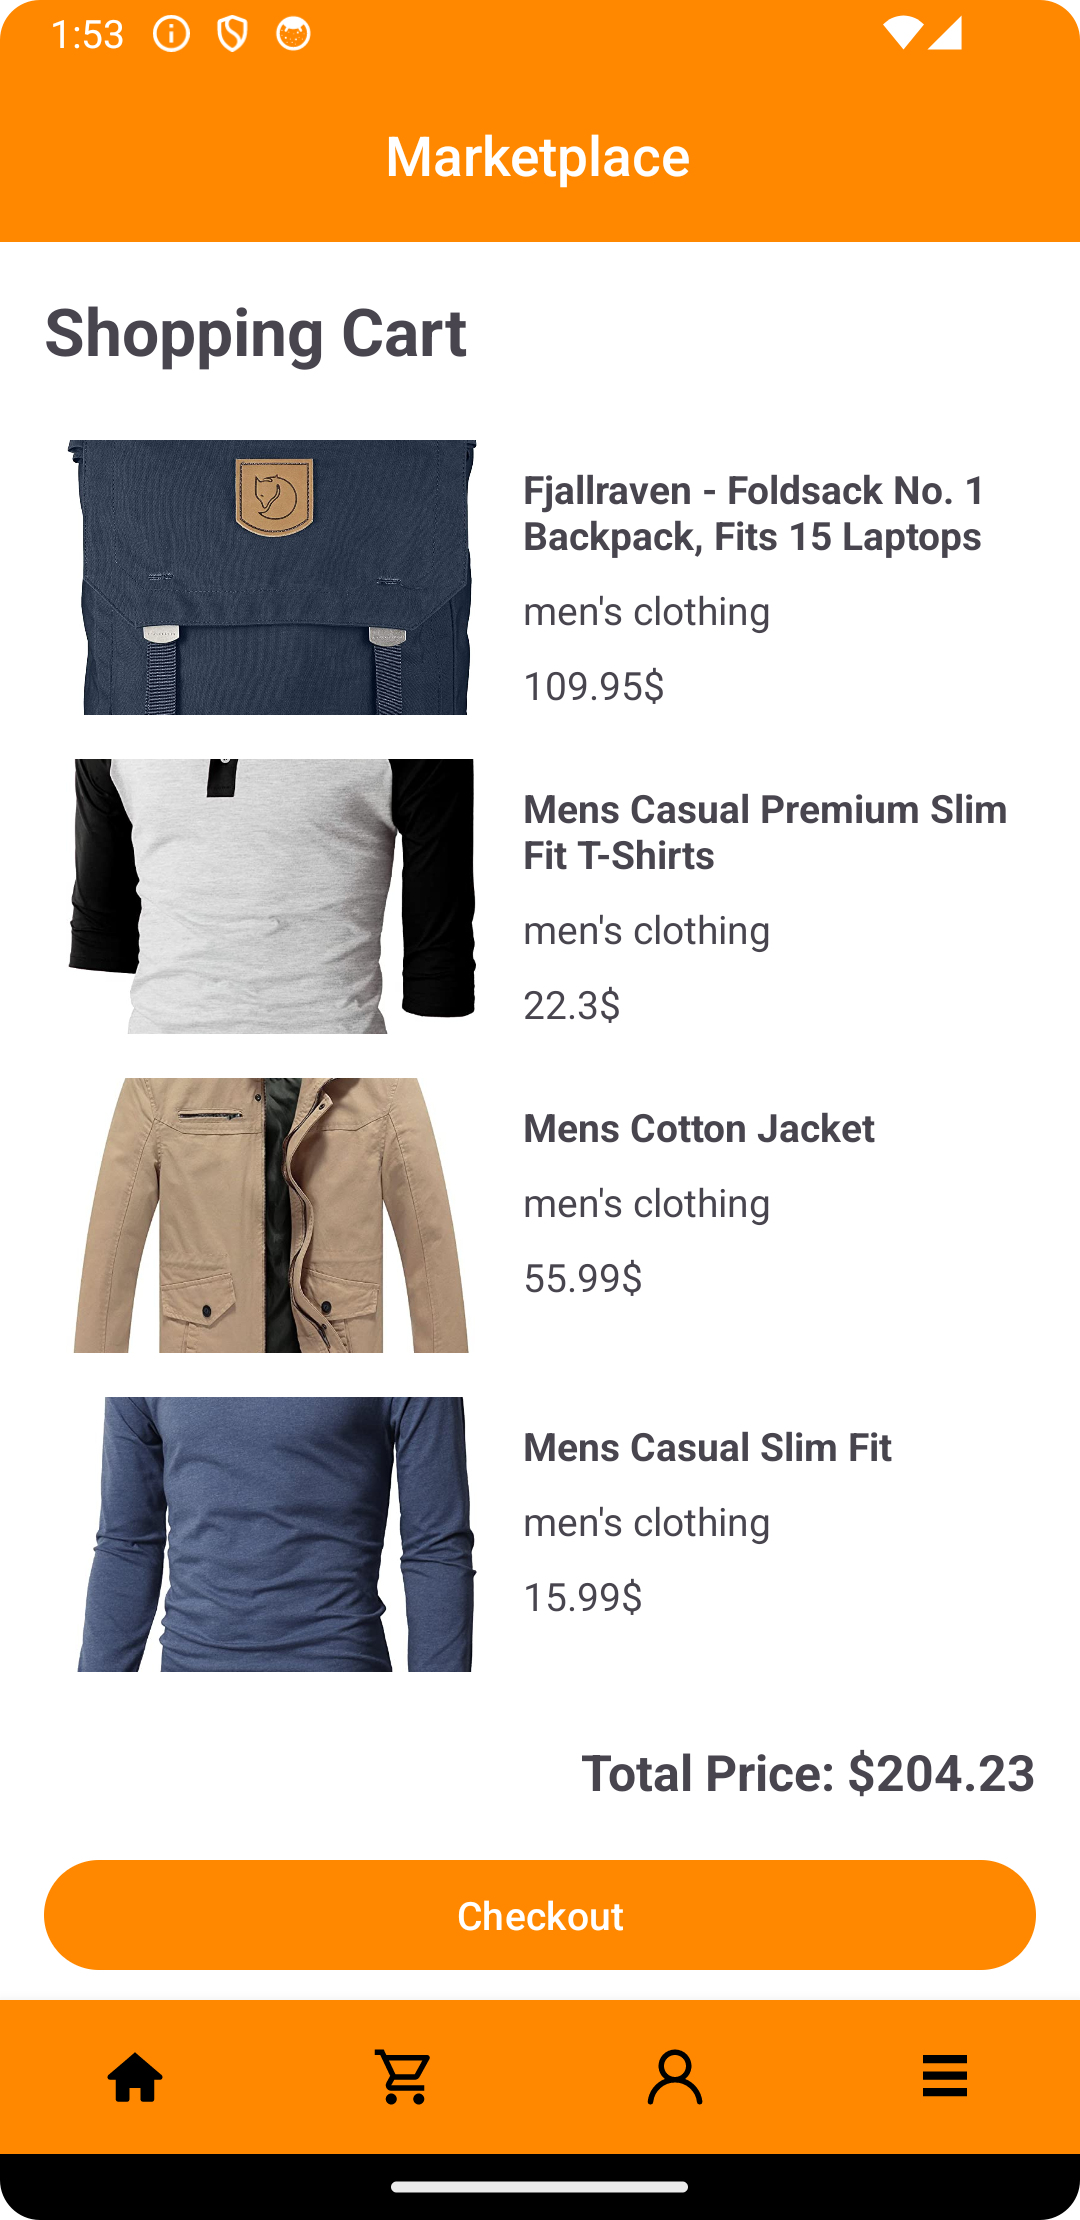 1:53
Marketplace
Shopping Cart
Fjallraven - Foldsack No. 1
Backpack, Fits 15 Laptops
men's clothing
109.95$
Mens Casual Premium Slim
Fit T-Shirts
men's clothing
22.3$
Mens Cotton Jacket
men's clothing
55.99$
Mens Casual Slim Fit
men's clothing
15.99$
Total Price: $204.23
Checkout